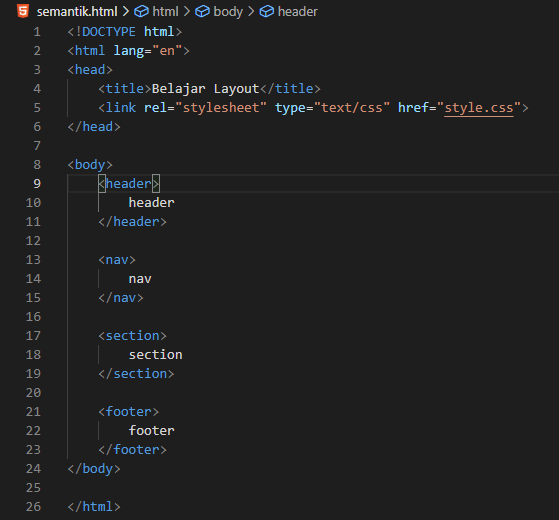 semantik.html > html > body > header
1 <!DOCTYPE html>
2 <html lang="en">
3 <head>
4 <title>Belajar Layout</title>
5 <link rel="stylesheet" type="text/css" href="style.css">
6 </head>
7
8 <body>
9 <header>
10 header
11 </header>
12
13 <nav>
14 nav
15 </nav>
16
17 <section>
18 section
19 </section>
20
21 <footer>
22 footer
23 </footer>
24 </body>
25
26 </html>